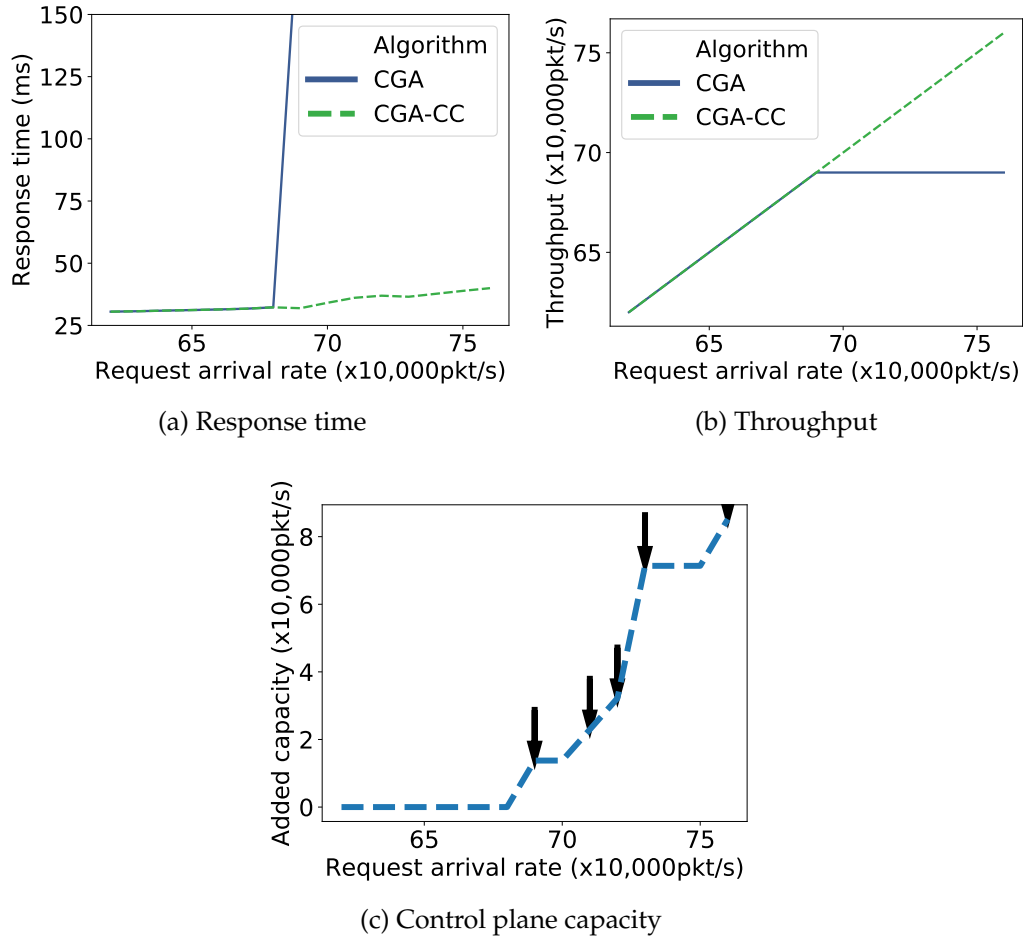 150
125
100
75
50
25
Response time (ms)
Algorithm
CGA
CGA-CC
65
70
75
Request arrival rate (x10,000pkt/s)
(a) Response time
75
70
65
Throughput (x10,000pkt/s)
Algorithm
CGA
CGA-CC
65
70
75
Request arrival rate (x10,000pkt/s)
(b) Throughput
8
6
4
2
0
Added capacity (x10,000pkt/s)
65
70
75
Request arrival rate (x10,000pkt/s)
(c) Control plane capacity